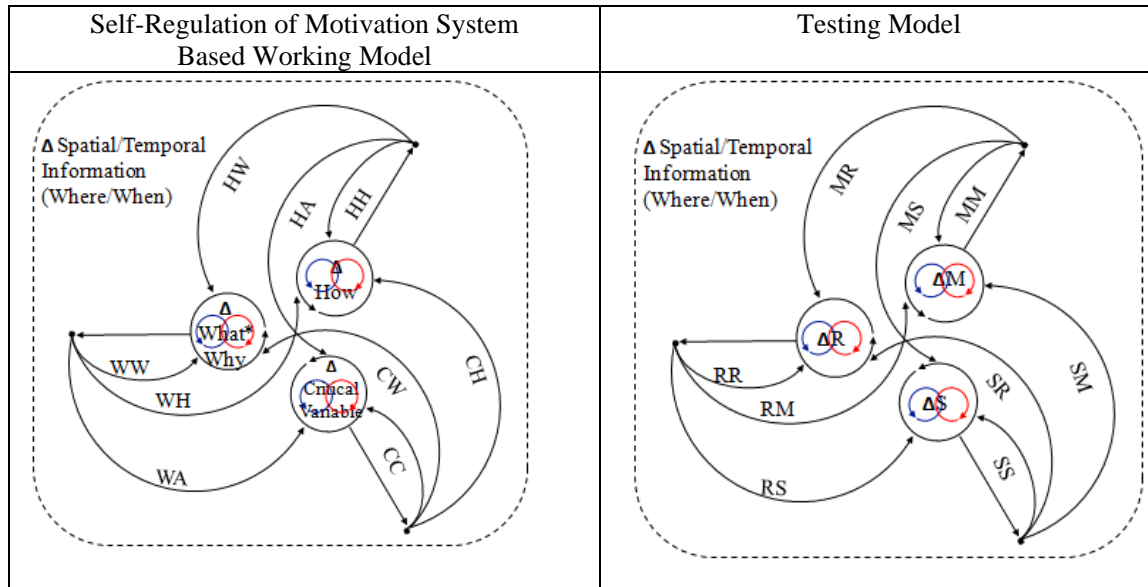 Self-Regulation of Motivation System
Based Working Model
Testing Model
Δ Spatial/Temporal
Information
(Where/When)
HW
HA
HH
Δ
How
Δ
What*
Why
WW
WH
WA
Δ
Critical
Variable
CW
CH
CC
Δ Spatial/Temporal
Information
(Where/When)
MR
MS
MM
ΔM
ΔR
RR
RM
RS
ΔS
SR
SM
SS